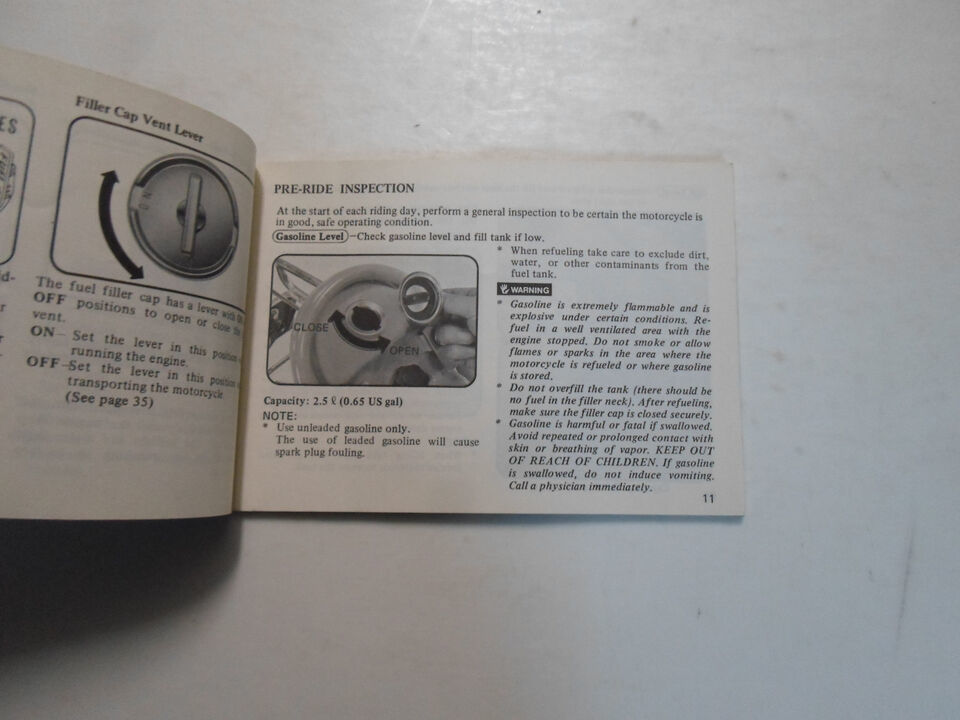 ES
Filler Cap Vent Lever
ON
The fuel filler cap has a lever with
OFF positions to open or close the
vent.
ON– Set the lever in this position
running the engine.
OFF–Set the lever in this position
transporting the motorcycle.
(See page 35)
PRE-RIDE INSPECTION
At the start of each riding day, perform a general inspection to be certain the motorcycle is
in good, safe operating condition.
Gasoline Level–Check gasoline level and fill tank if low.
CLOSE
OPEN
Capacity: 2.5 ℓ (0.65 US gal)
NOTE:
* Use unleaded gasoline only.
The use of leaded gasoline will cause
spark plug fouling.
* When refueling take care to exclude dirt,
water, or other contaminants from the
fuel tank.
WARNING
* Gasoline is extremely flammable and is
explosive under certain conditions. Re-
fuel in a well ventilated area with the
engine stopped. Do not smoke or allow
flames or sparks in the area where the
motorcycle is refueled or where gasoline
is stored.
* Do not overfill the tank (there should be
no fuel in the filler neck). After refueling,
make sure the filler cap is closed securely.
* Gasoline is harmful or fatal if swallowed.
Avoid repeated or prolonged contact with
skin or breathing of vapor. KEEP OUT
OF REACH OF CHILDREN. If gasoline
is swallowed, do not induce vomiting.
Call a physician immediately.
11